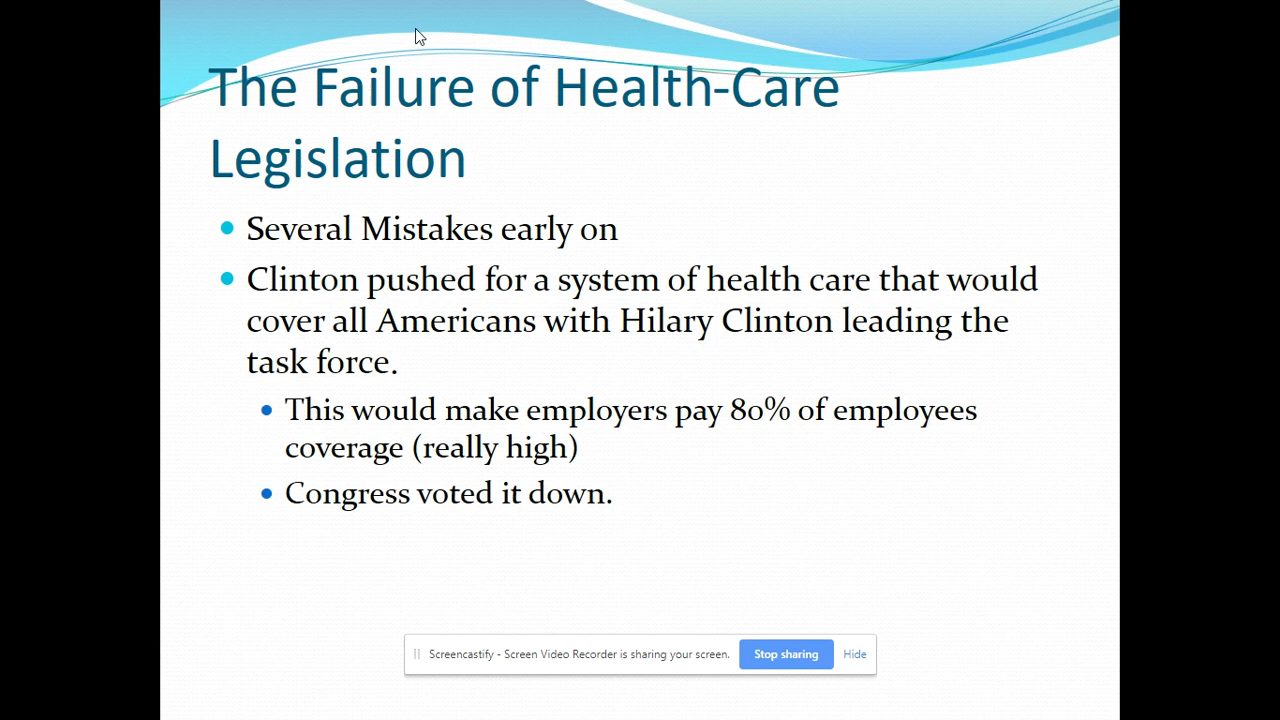 The Failure of Health-Care
Legislation
Several Mistakes early on
Clinton pushed for a system of health care that would
cover all Americans with Hilary Clinton leading the
task force.
This would make employers pay 80% of employees
coverage (really high)
Congress voted it down.
Screencastify - Screen Video Recorder is sharing your screen. Stop sharing Hide